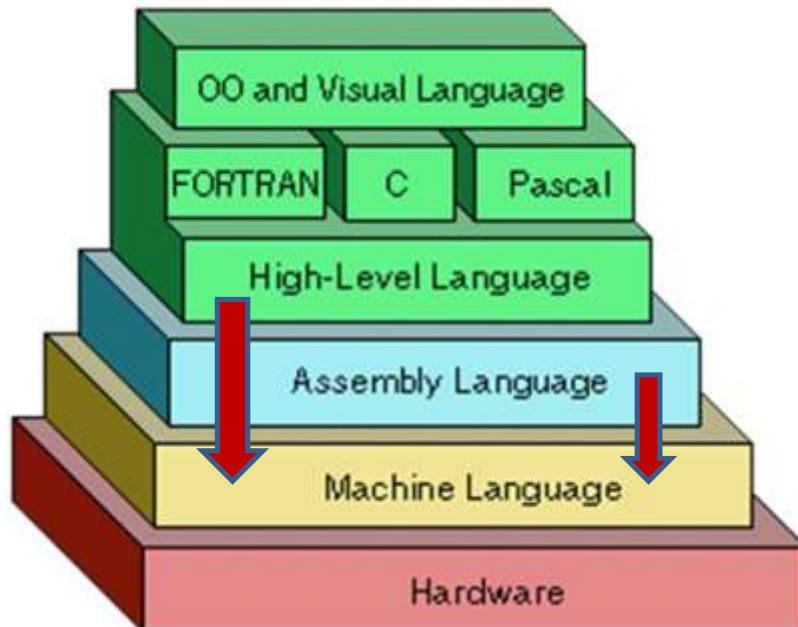 OO and Visual Language
FORTRAN C Pascal
High-Level Language
Assembly Language
Machine Language
Hardware